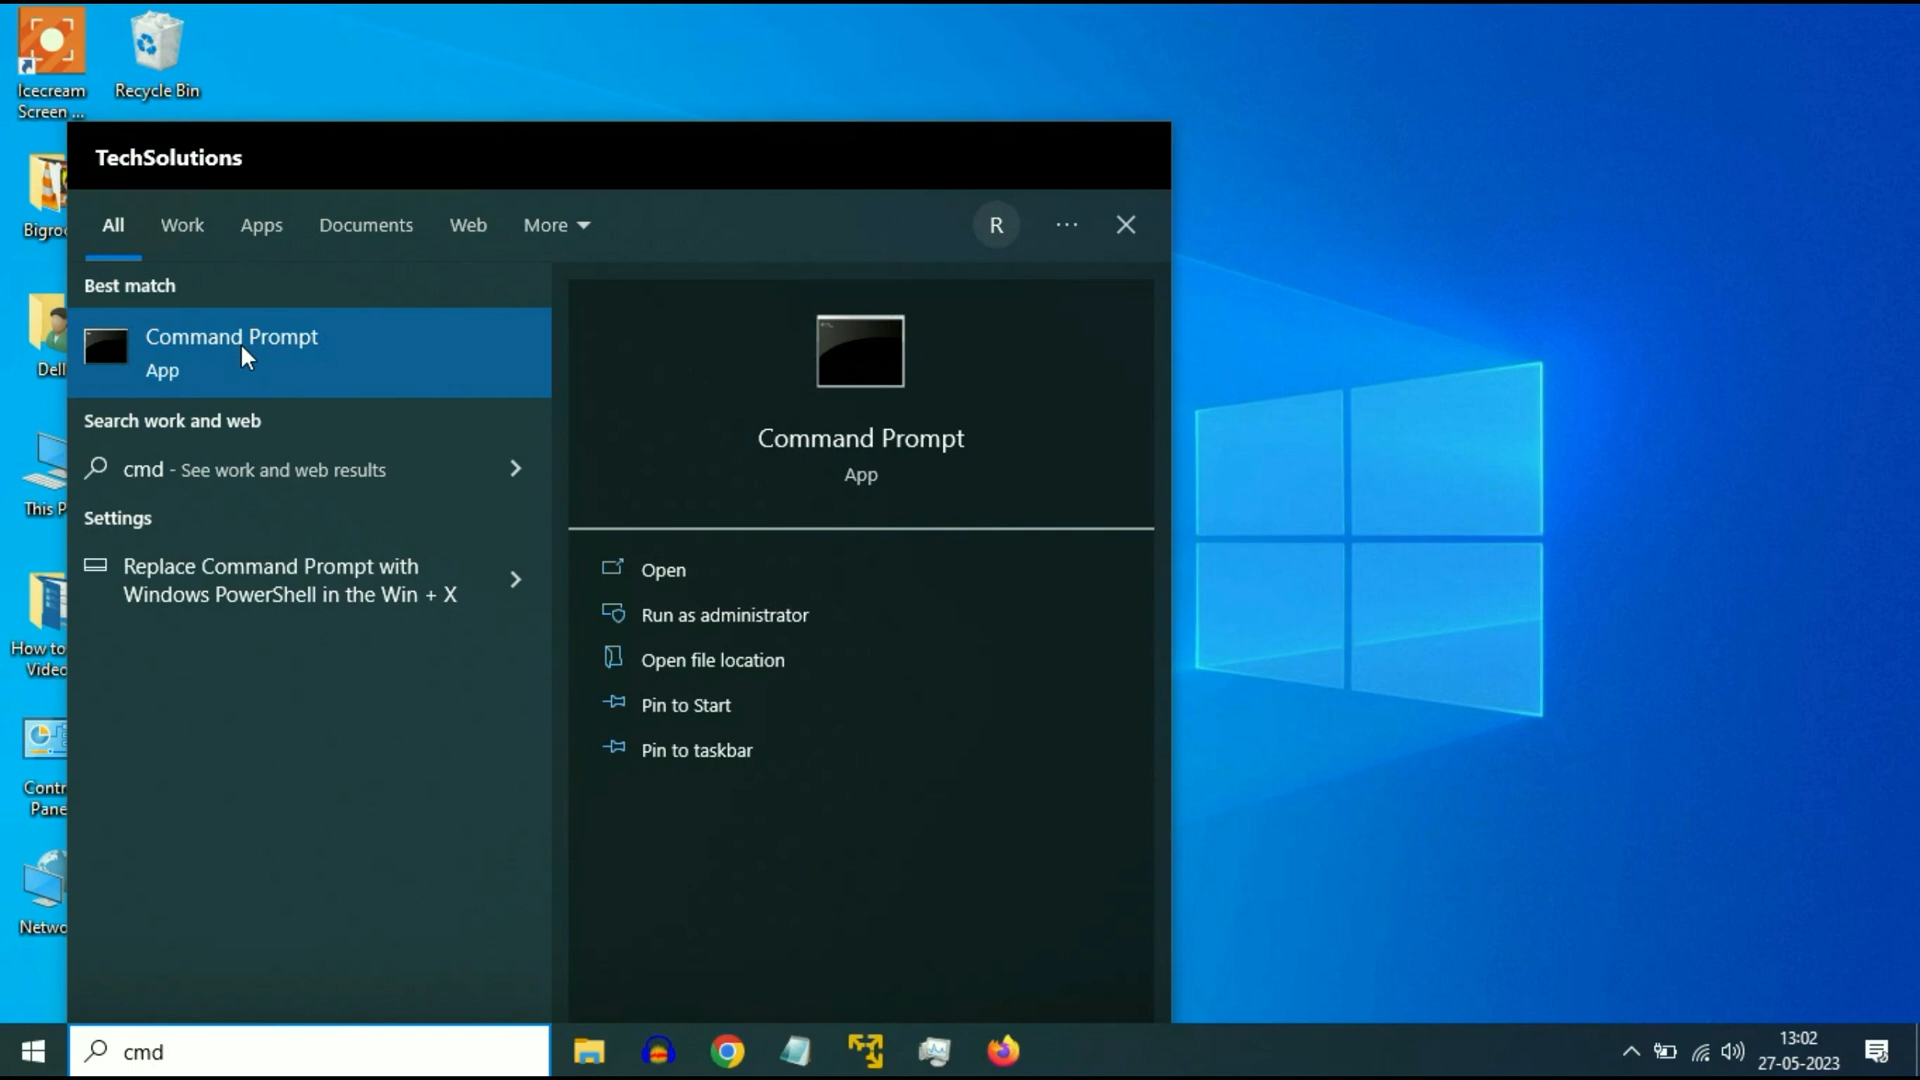 Icecream
Screen ...
Recycle Bin
TechSolutions
All
Work
Apps
Documents
Web
More
R
Best match
Command Prompt
App
Search work and web
cmd - See work and web results
Settings
Replace Command Prompt with
Windows PowerShell in the Win + X
Command Prompt
App
Open
Run as administrator
Open file location
Pin to Start
Pin to taskbar
Bigroo
Dell
This P
How to
Video
Contr
Pane
Netwo
cmd
13:02
27-05-2023